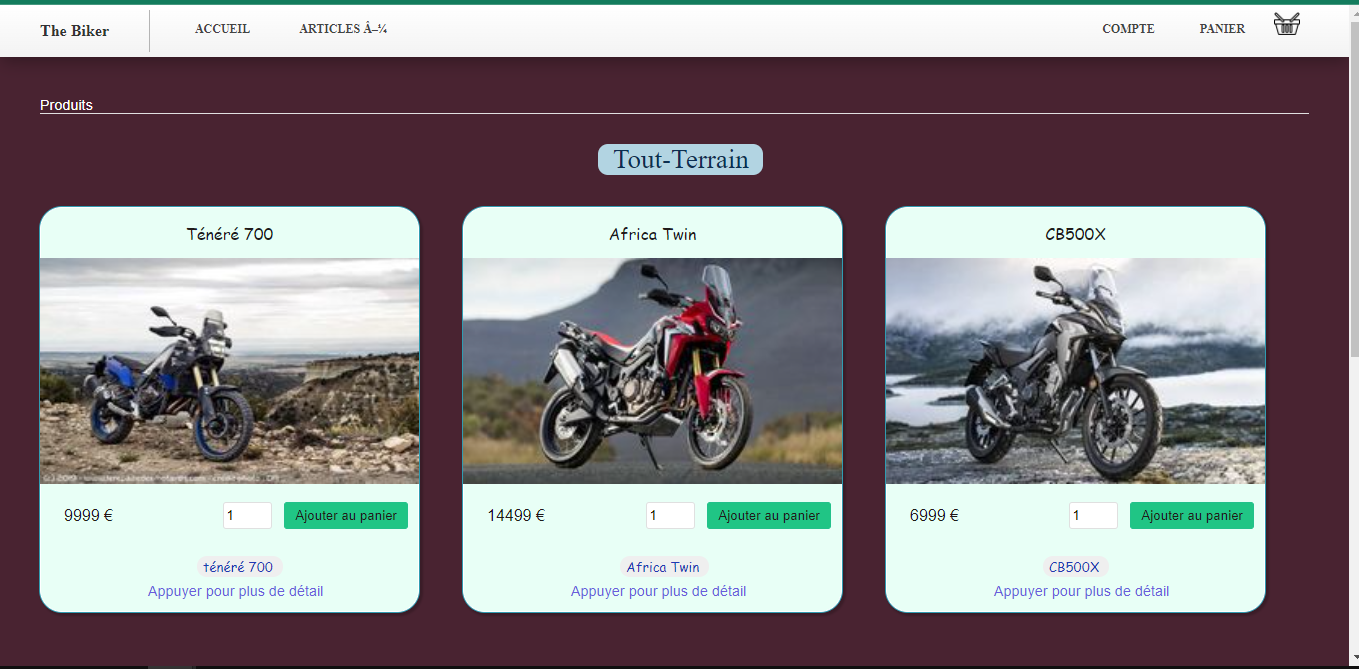 The Biker
ACCUEIL
ARTICLES Â–¼
COMPTE
PANIER
Produits
Tout-Terrain
Ténéré 700
Africa Twin
CB500X
9999 €
1
Ajouter au panier
14499 €
1
Ajouter au panier
6999 €
1
Ajouter au panier
ténéré 700
Appuyer pour plus de détail
Africa Twin
Appuyer pour plus de détail
CB500X
Appuyer pour plus de détail